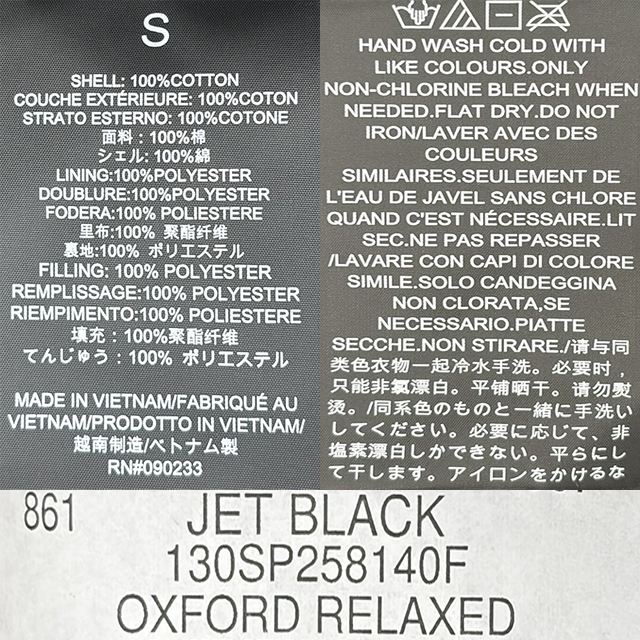 S
SHELL: 100%COTTON
COUCHE EXTÉRIEURE: 100%COTON
STRATO ESTERNO: 100%COTONE
面料：100%棉
シェル: 100%綿
LINING:100%POLYESTER
DOUBLURE:100%POLYESTER
FODERA:100% POLIESTERE
里布:100% 聚酯纤维
裏地:100% ポリエステル
FILLING: 100% POLYESTER
REMPLISSAGE:100% POLYESTER
RIEMPIMENTO:100% POLIESTERE
填充：100%聚酯纤维
てんじゅう：100% ポリエステル
MADE IN VIETNAM/FABRIQUÉ AU
VIETNAM/PRODOTTO IN VIETNAM/
越南制造/ベトナム製
RN#090233
HAND WASH COLD WITH
LIKE COLOURS.ONLY
NON-CHLORINE BLEACH WHEN
NEEDED.FLAT DRY.DO NOT
IRON/LAVER AVEC DES
COULEURS
SIMILAIRES.SEULEMENT DE
L'EAU DE JAVEL SANS CHLORE
QUAND C'EST NÉCESSAIRE.LIT
SEC.NE PAS REPASSER
/LAVARE CON CAPI DI COLORE
SIMILE.SOLO CANDEGGINA
NON CLORATA,SE
NECESSARIO.PIATTE
SECCHE.NON STIRARE./请与同
类色衣物一起冷水手洗。必要时，
只能非氯漂白。平铺晒干。请勿熨
烫。/同系色のものと一緒に手洗い
してください。必要に応じて、非
塩素漂白しかできない。平らにし
て干します。アイロンをかけるな
861
JET BLACK
130SP258140F
OXFORD RELAXED